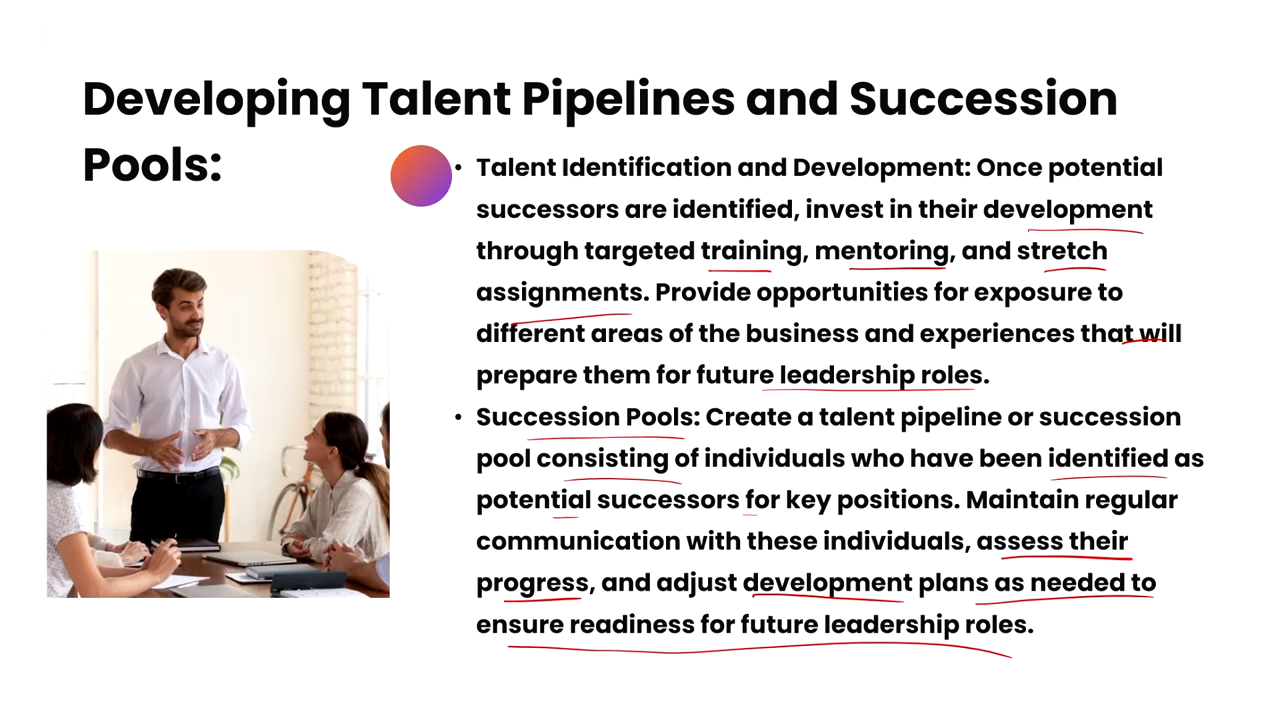 Developing Talent Pipelines and Succession
Pools:
• Talent Identification and Development: Once potential
successors are identified, invest in their development
through targeted training, mentoring, and stretch
assignments. Provide opportunities for exposure to
different areas of the business and experiences that will
prepare them for future leadership roles.
• Succession Pools: Create a talent pipeline or succession
pool consisting of individuals who have been identified as
potential successors for key positions. Maintain regular
communication with these individuals, assess their
progress, and adjust development plans as needed to
ensure readiness for future leadership roles.